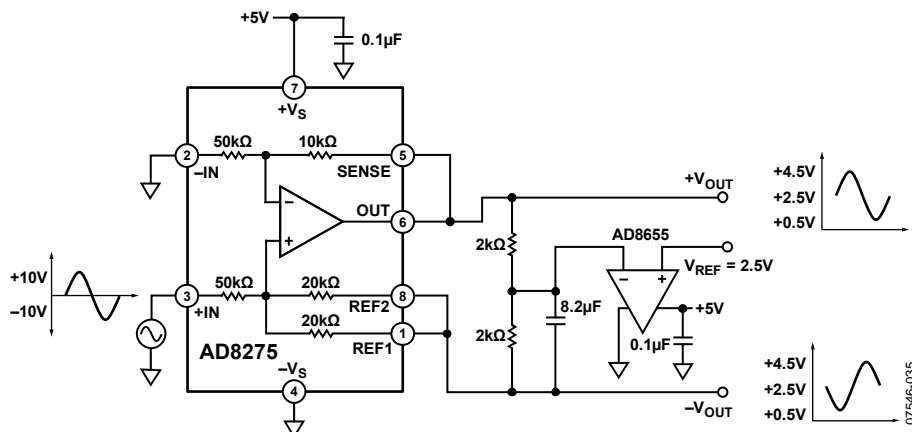 +5V
0.1µF
7
+VS
50kΩ
10kΩ
2
5
–IN
SENSE
+VOUT
+4.5V
+2.5V
+0.5V
OUT
–
6
2kΩ
AD8655
+
– +
VREF = 2.5V
+10V
–10V
50kΩ
20kΩ
3
8
+IN
REF2
8.2µF
+5V
20kΩ
2kΩ
1
REF1
0.1µF
AD8275
–VS
4
–VOUT
+4.5V
+2.5V
+0.5V
07546-035